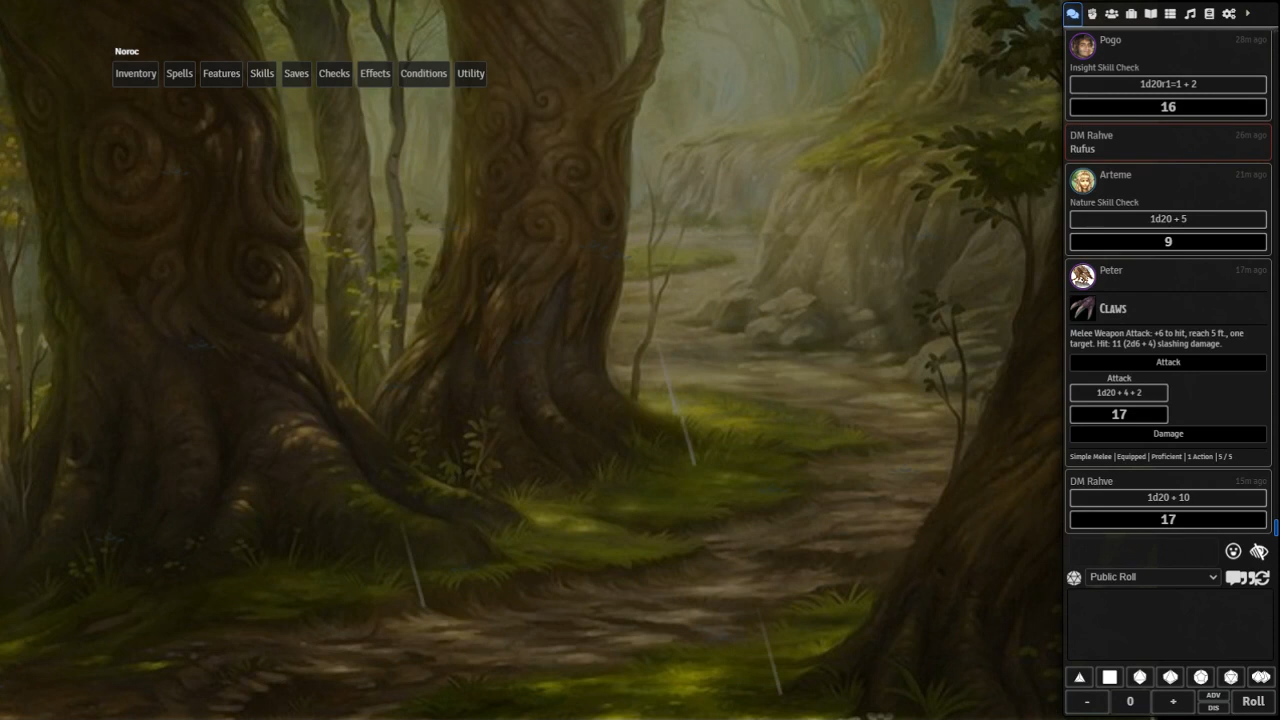 Noroc
Inventory Spells Features Skills Saves Checks Effects Conditions Utility
Pogo 28m ago
Insight Skill Check
1d20r1=1 + 2
16
DM Rahve 26m ago
Rufus
Arteme 21m ago
Nature Skill Check
1d20 + 5
9
Peter 17m ago
Claws
Melee Weapon Attack: +6 to hit, reach 5 ft., one
target. Hit: 11 (2d6 + 4) slashing damage.
Attack
Attack
1d20 + 4 + 2
17
Damage
Simple Melee | Equipped | Proficient | 1 Action | 5 / 5
DM Rahve 15m ago
1d20 + 10
17
Public Roll
- 0 + ADV
DIS Roll